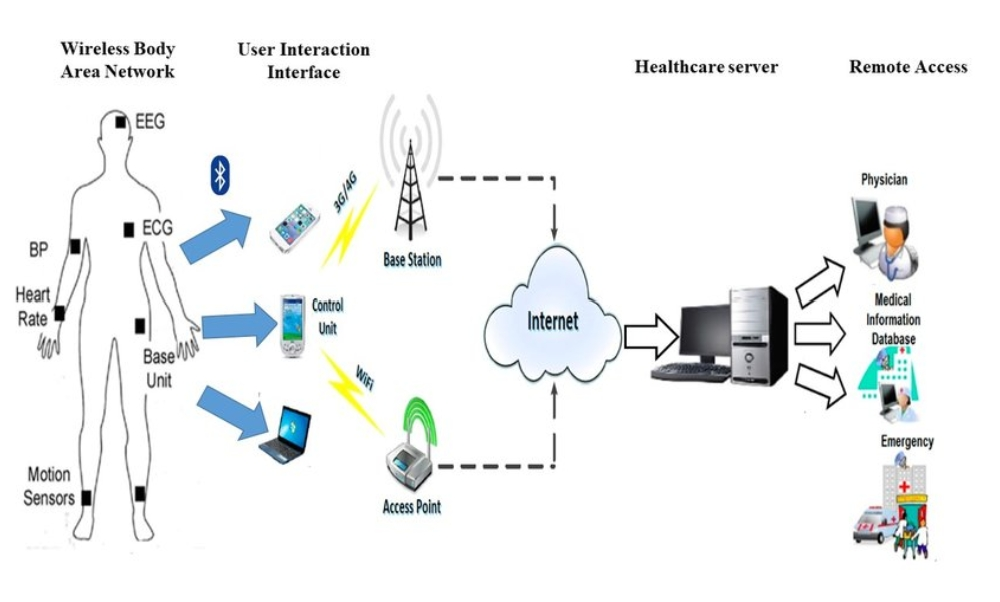 Wireless Body
Area Network
User Interaction
Interface
Healthcare server
Remote Access
EEG
ECG
BP
Heart
Rate
Base
Unit
Motion
Sensors
3G/4G
Base Station
Control
Unit
WiFi
Access Point
Internet
Physician
Medical
Information
Database
Emergency